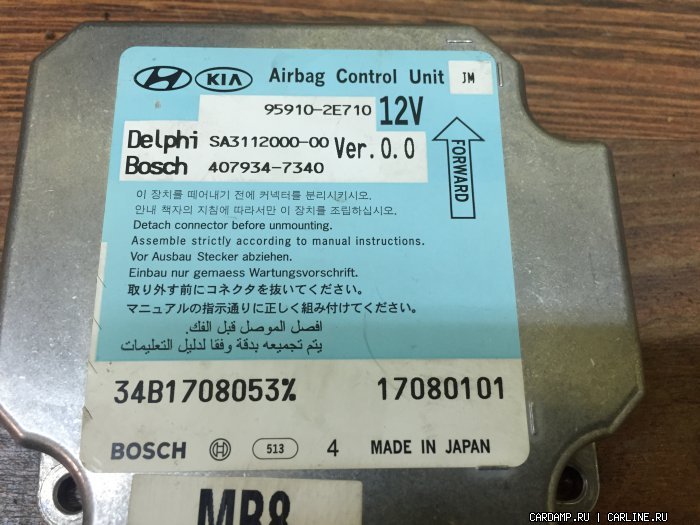 HYUNDAI KIA Airbag Control Unit JM
95910-2E710 12V
Delphi SA3112000-00 Ver.0.0
Bosch 407934-7340
FORWARD
이 장치를 떼어내기 전에 커넥터를 분리시키시오.
안내 책자의 지침에 따라서만 이 장치를 조립하십시오.
Detach connector before unmounting.
Assemble strictly according to manual instructions.
Vor Ausbau Stecker abziehen.
Einbau nur gemaess Wartungsvorschrift.
取り外す前にコネクタを抜いてください。
マニュアルの指示通りに正しく組み付けてください。
افصل الموصل قبل الفك.
يتم تجميعه بدقة وفقا لدليل التعليمات
34B1708053% 17080101
BOSCH 513 4 MADE IN JAPAN
MB8
CARDAMP.RU | CARLINE.RU